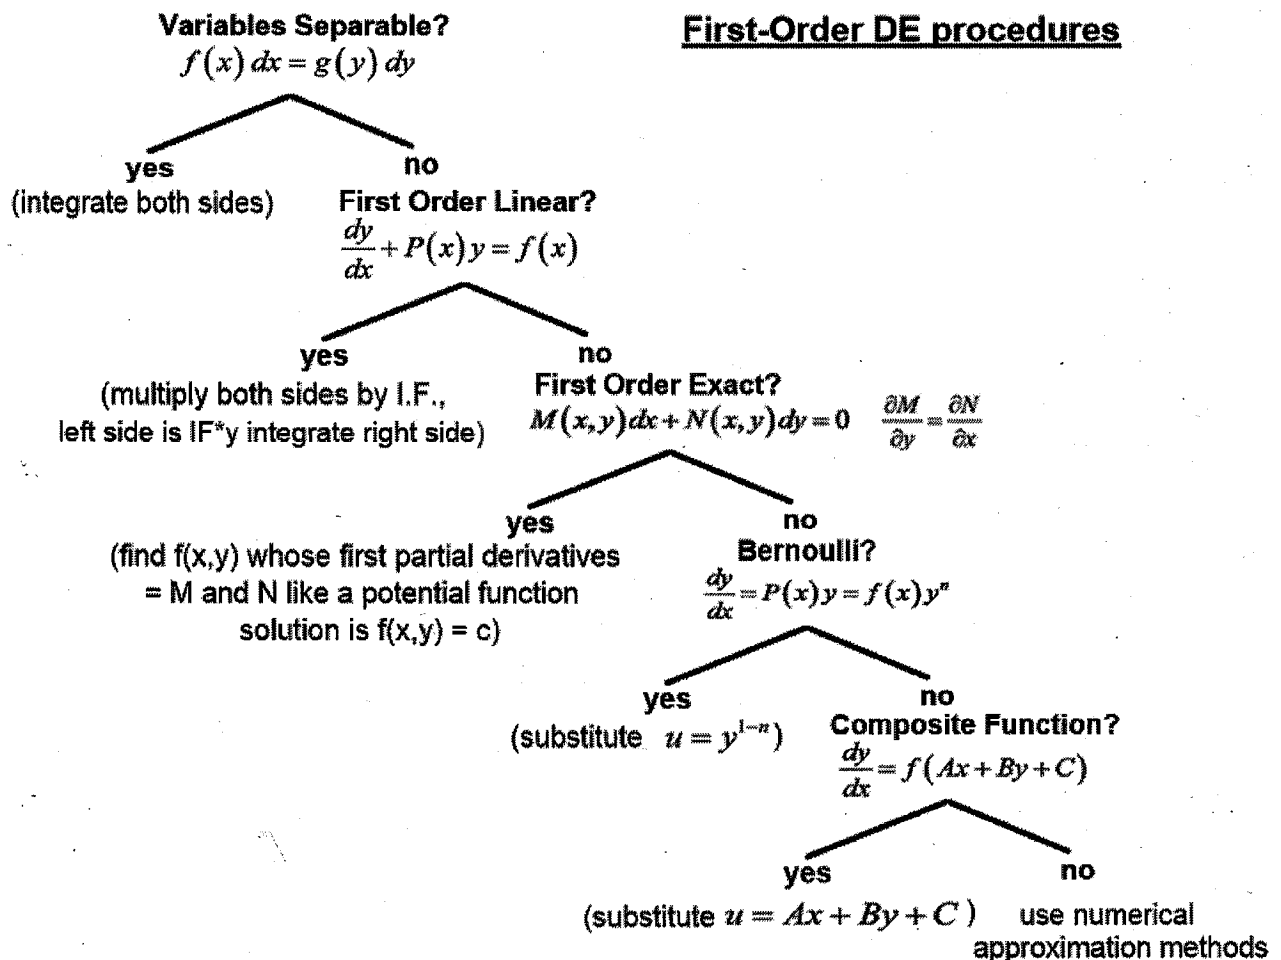 First-Order DE procedures
Variables Separable?
f(x) dx = g(y) dy
yes
no
(integrate both sides)
First Order Linear?
dy/dx + P(x) y = f(x)
yes
no
(multiply both sides by I.F.,
left side is IF*y integrate right side)
First Order Exact?
M(x,y)dx + N(x,y)dy = 0 ∂M/∂y = ∂N/∂x
yes
no
(find f(x,y) whose first partial derivatives
= M and N like a potential function
solution is f(x,y) = c)
Bernoulli?
dy/dx = P(x) y = f(x) yⁿ
yes
no
(substitute u = y¹⁻ⁿ)
Composite Function?
dy/dx = f(Ax + By + C)
yes
no
(substitute u = Ax + By + C )
use numerical
approximation methods